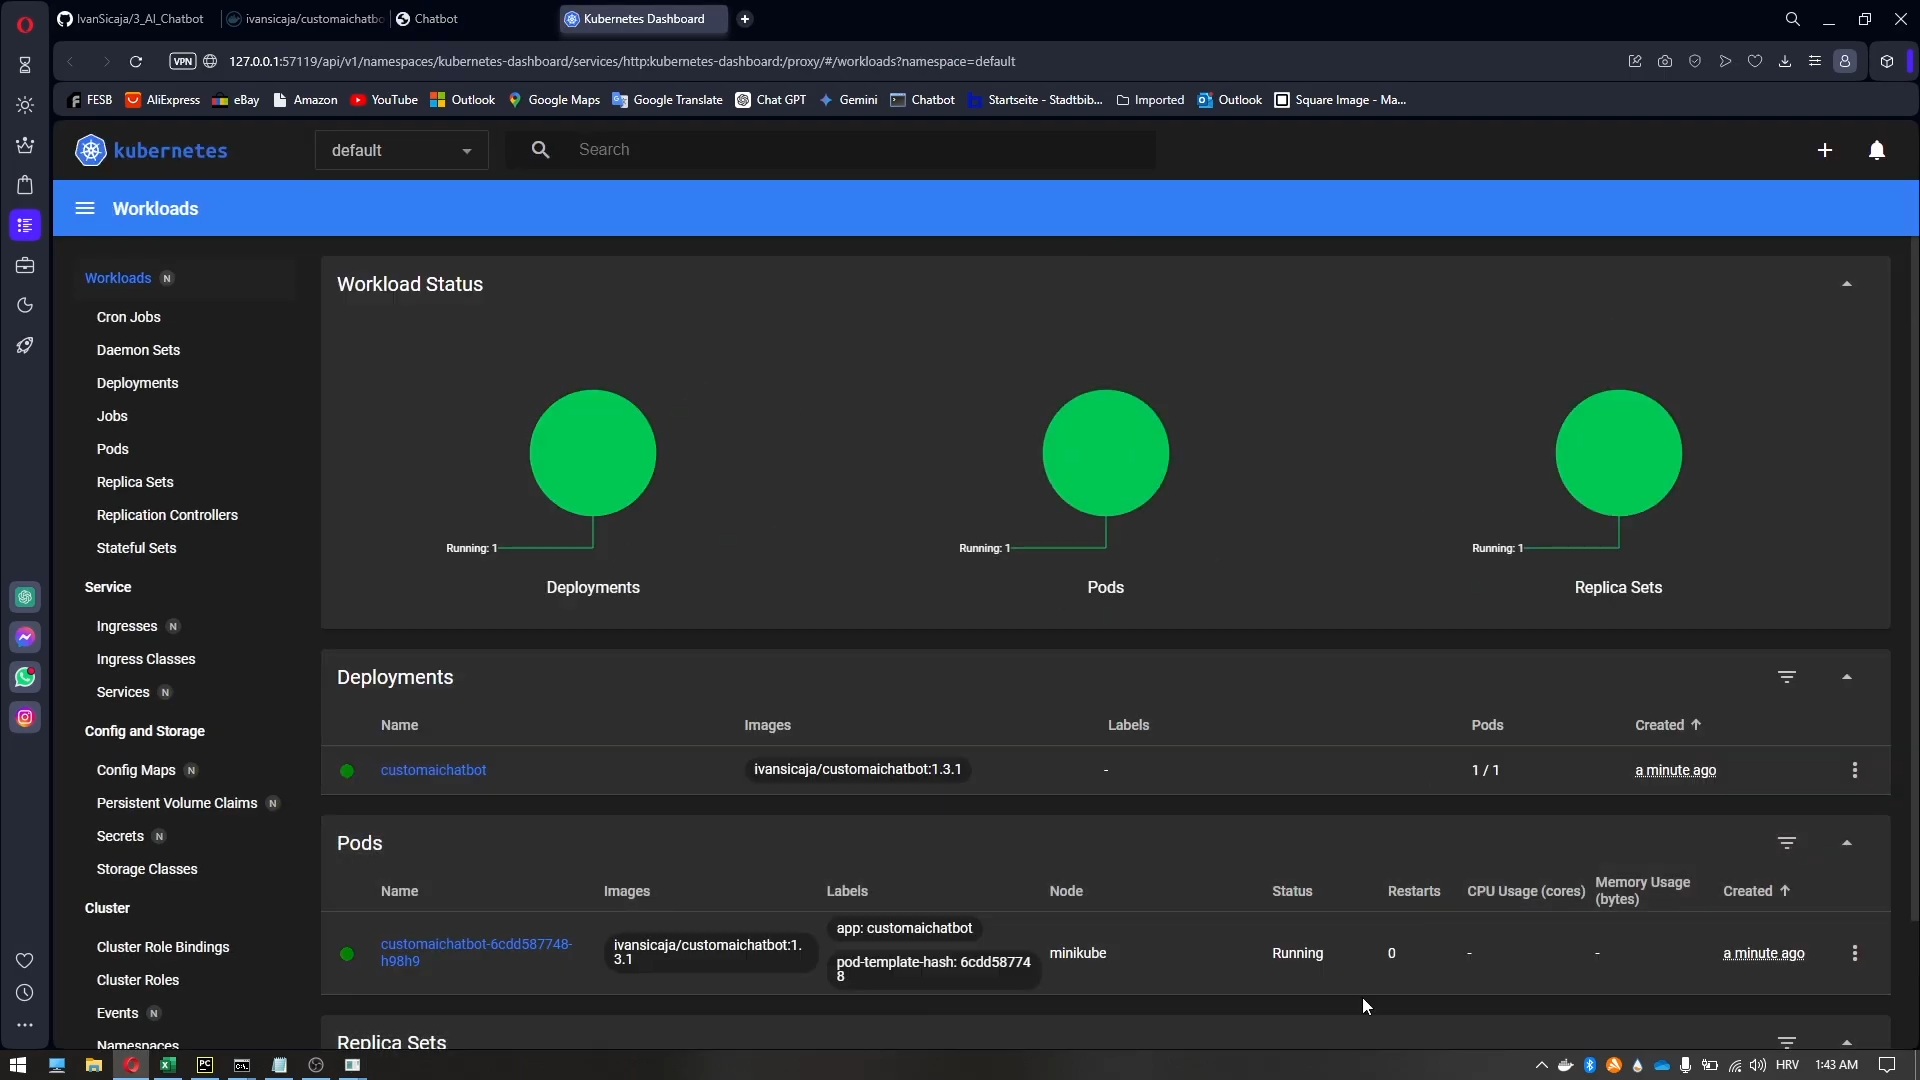 IvanSicaja/3_AI_Chatbot
ivansicaja/customaichatbo
Chatbot
Kubernetes Dashboard
VPN
127.0.0.1:57119/api/v1/namespaces/kubernetes-dashboard/services/http:kubernetes-dashboard:/proxy/#/workloads?namespace=default
FESB
AliExpress
eBay
Amazon
YouTube
Outlook
Google Maps
Google Translate
Chat GPT
Gemini
Chatbot
Startseite - Stadtbib...
Imported
Outlook
Square Image - Ma...
kubernetes
default
Search
Workloads
Workloads N
Cron Jobs
Daemon Sets
Deployments
Jobs
Pods
Replica Sets
Replication Controllers
Stateful Sets
Service
Ingresses N
Ingress Classes
Services N
Config and Storage
Config Maps N
Persistent Volume Claims N
Secrets N
Storage Classes
Cluster
Cluster Role Bindings
Cluster Roles
Events N
Namespaces
Workload Status
Running: 1
Deployments
Running: 1
Pods
Running: 1
Replica Sets
Deployments
Name Images Labels Pods Created
customaichatbot ivansicaja/customaichatbot:1.3.1 - 1 / 1 a minute ago
Pods
Name Images Labels Node Status Restarts CPU Usage (cores) Memory Usage (bytes) Created
customaichatbot-6cdd587748-
h98h9
ivansicaja/customaichatbot:1.
3.1
app: customaichatbot
pod-template-hash: 6cdd58774
8
minikube Running 0 - - a minute ago
Replica Sets
PC
HRV
1:43 AM